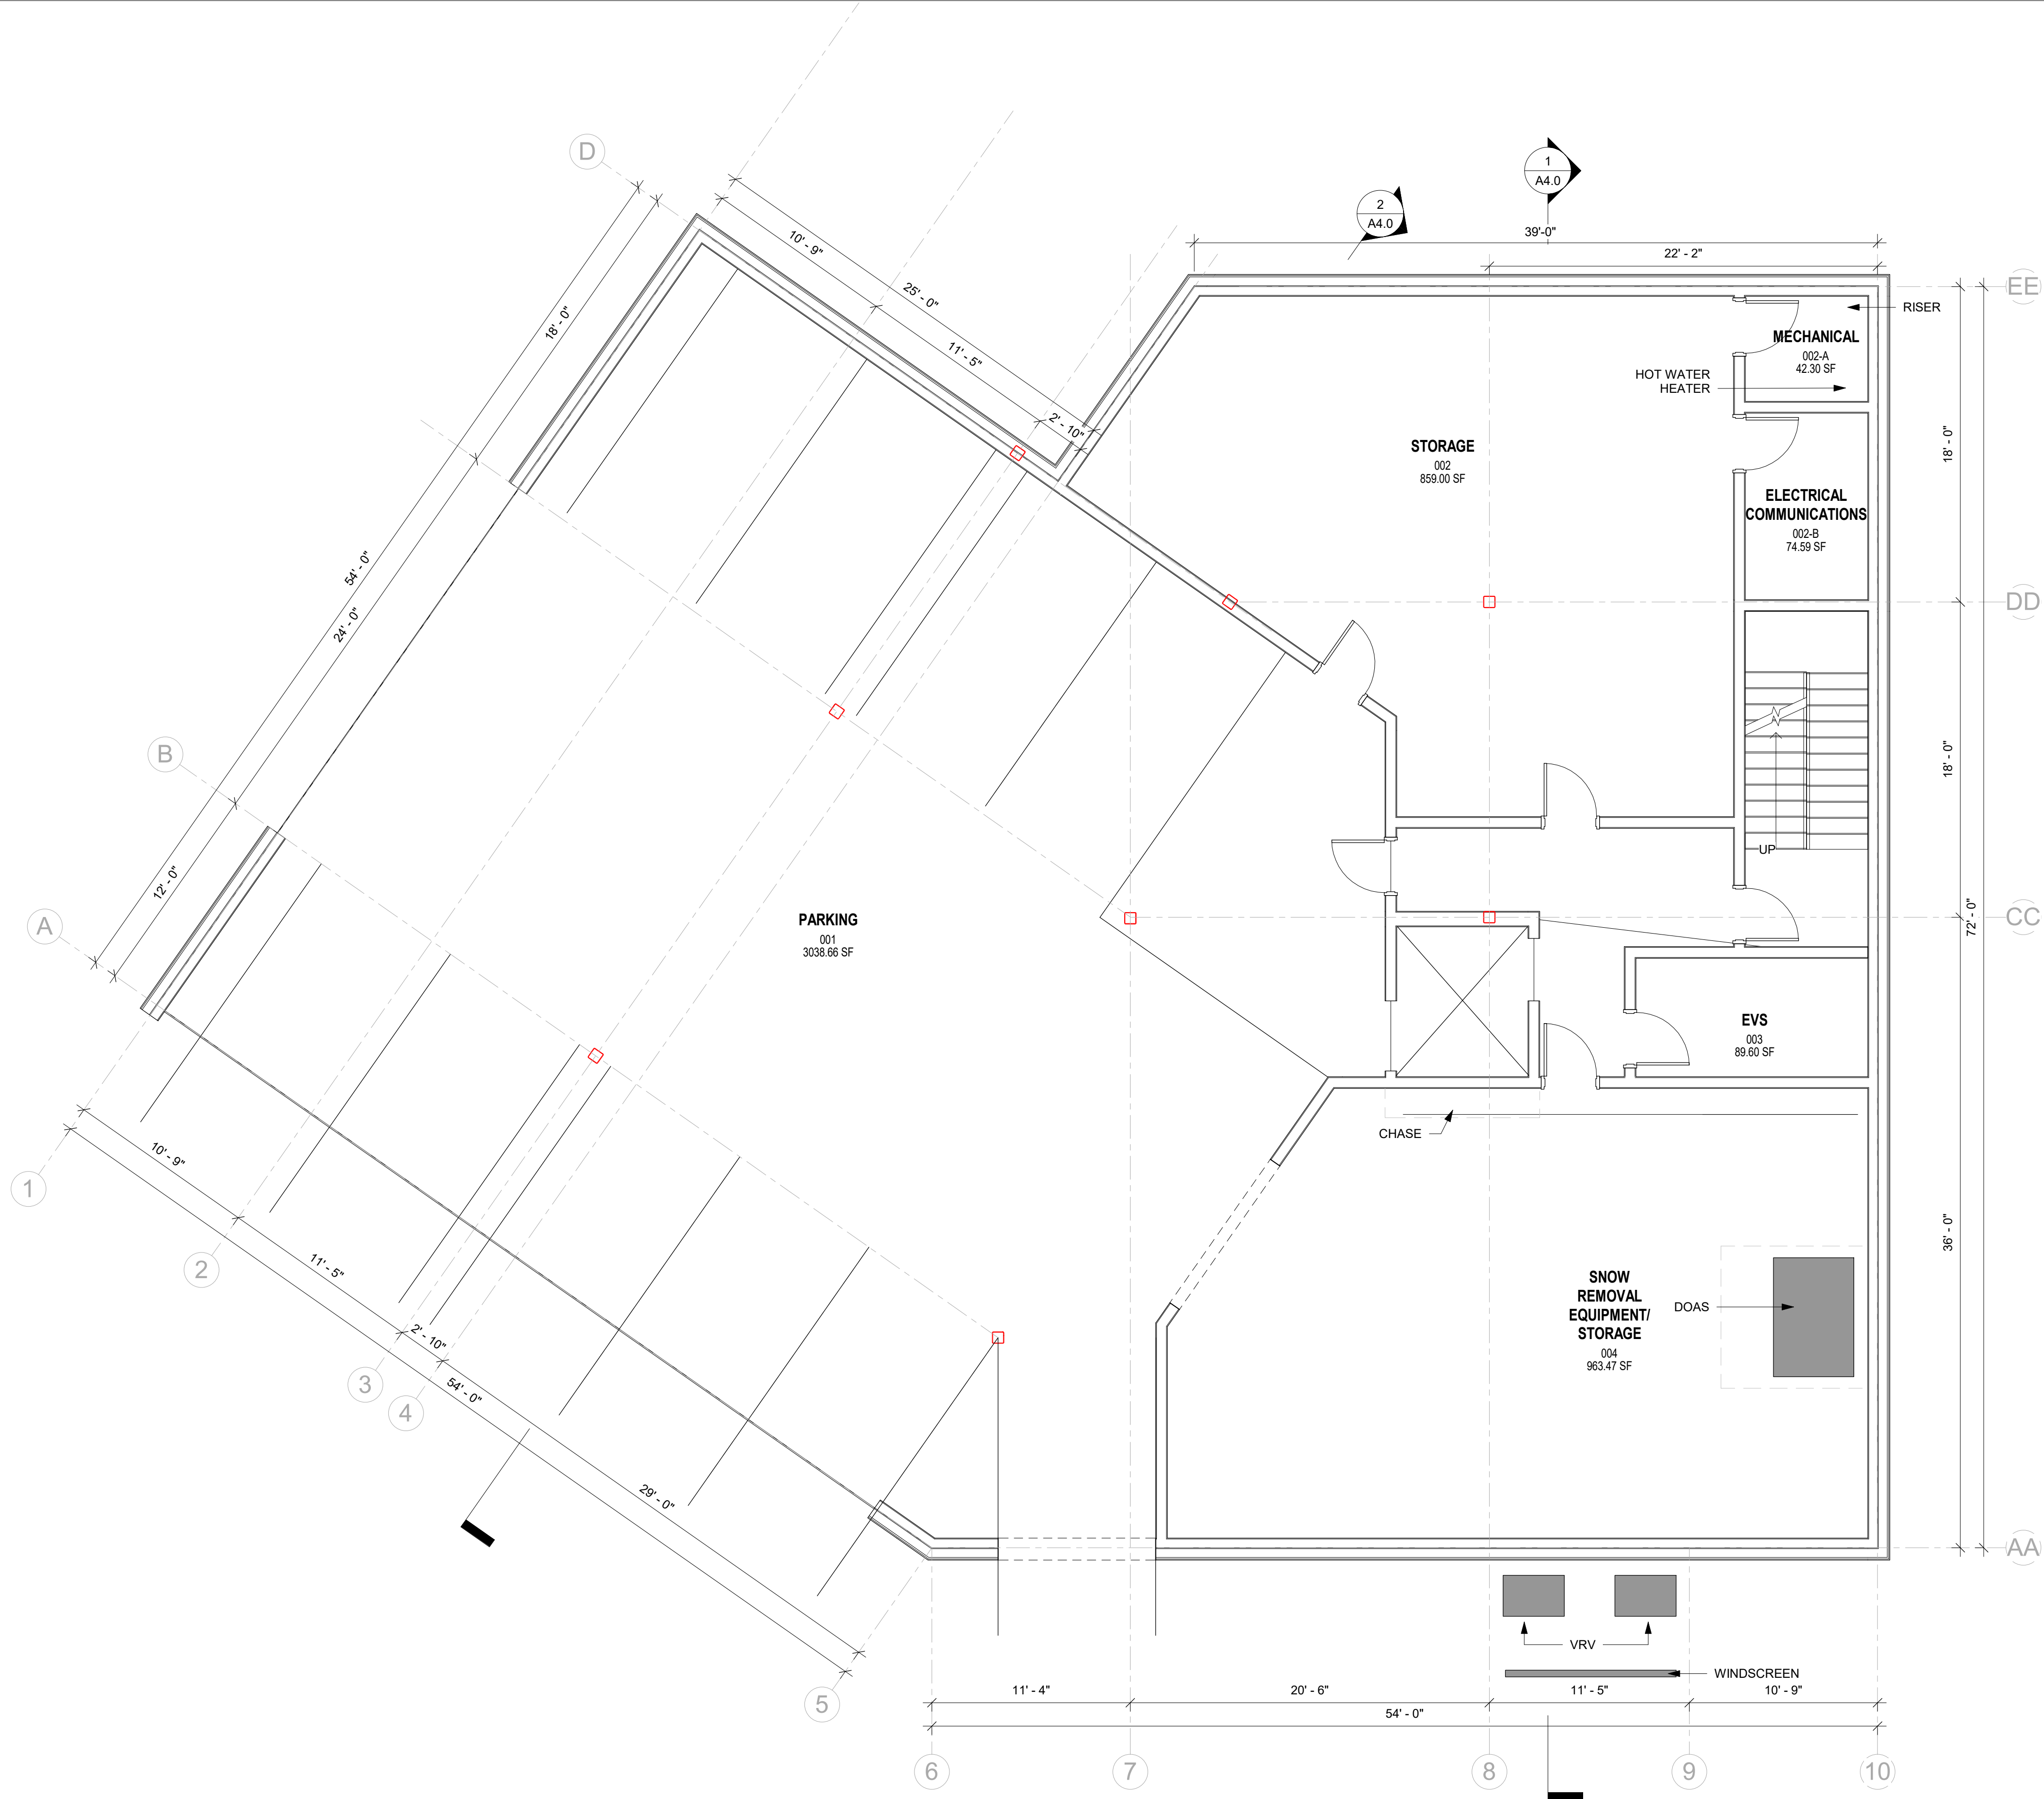 1
A4.0
2
A4.0
D
39'-0"
22' - 2"
10' - 9"
25' - 0"
11' - 5"
2' - 10"
18' - 0"
54' - 0"
24' - 0"
12' - 0"
EE
RISER
MECHANICAL
002-A
42.30 SF
HOT WATER
HEATER
STORAGE
002
859.00 SF
18' - 0"
ELECTRICAL
COMMUNICATIONS
002-B
74.59 SF
DD
B
18' - 0"
UP
A
PARKING
001
3038.66 SF
72' - 0"
CC
EVS
003
89.60 SF
CHASE
10' - 9"
1
11' - 5"
2
2' - 10"
3
54' - 0"
4
29' - 0"
5
36' - 0"
SNOW
REMOVAL
EQUIPMENT/
STORAGE
004
963.47 SF
DOAS
AA
VRV
WINDSCREEN
11' - 4"
20' - 6"
11' - 5"
10' - 9"
54' - 0"
6
7
8
9
10